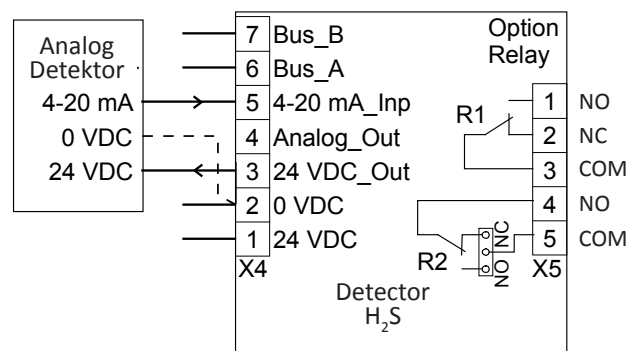 Analog
Detektor
4-20 mA
0 VDC
24 VDC
7 Bus_B
6 Bus_A
5 4-20 mA_Inp
4 Analog_Out
3 24 VDC_Out
2 0 VDC
1 24 VDC
X4
Option
Relay
R1
1 NO
2 NC
3 COM
4 NO
5 COM
X5
R2
NO NC
Detector
H₂S